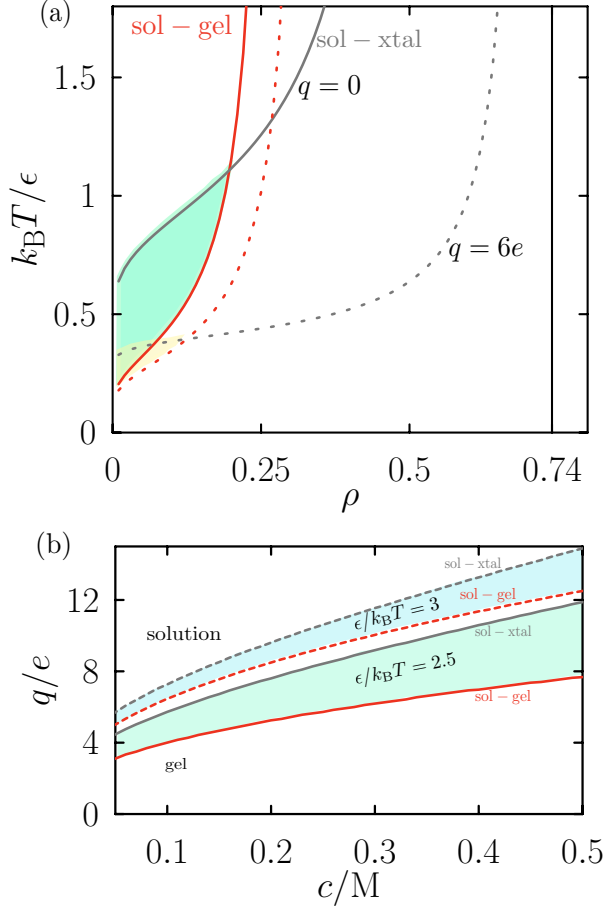 (a)
sol – gel
sol – xtal
q = 0
q = 6e
1.5
1
0.5
0
k_BT/ϵ
0
0.25
0.5
0.74
ρ
(b)
sol – xtal
sol – gel
ϵ/k_BT = 3
solution
sol – xtal
ϵ/k_BT = 2.5
sol – gel
gel
12
8
4
0
q/e
0.1
0.2
0.3
0.4
0.5
c/M